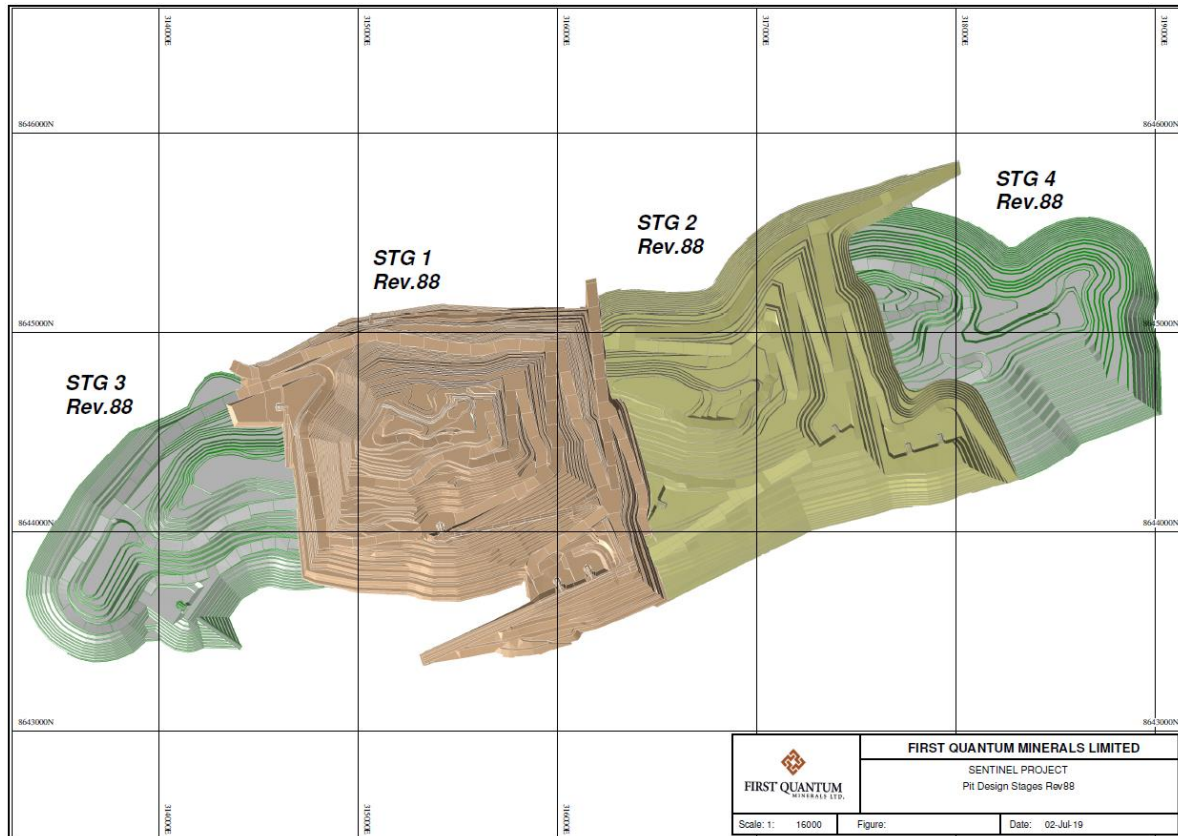 314000E
315000E
316000E
317000E
318000E
319000E
8646000N
8646000N
STG 4
Rev.88
STG 2
Rev.88
STG 1
Rev.88
8645000N
8645000N
STG 3
Rev.88
8644000N
8644000N
8643000N
8643000N
314000E
315000E
316000E
FIRST QUANTUM
MINERALS LTD.
FIRST QUANTUM MINERALS LIMITED
SENTINEL PROJECT
Pit Design Stages Rev88
Scale: 1: 16000
Figure:
Date: 02-Jul-19